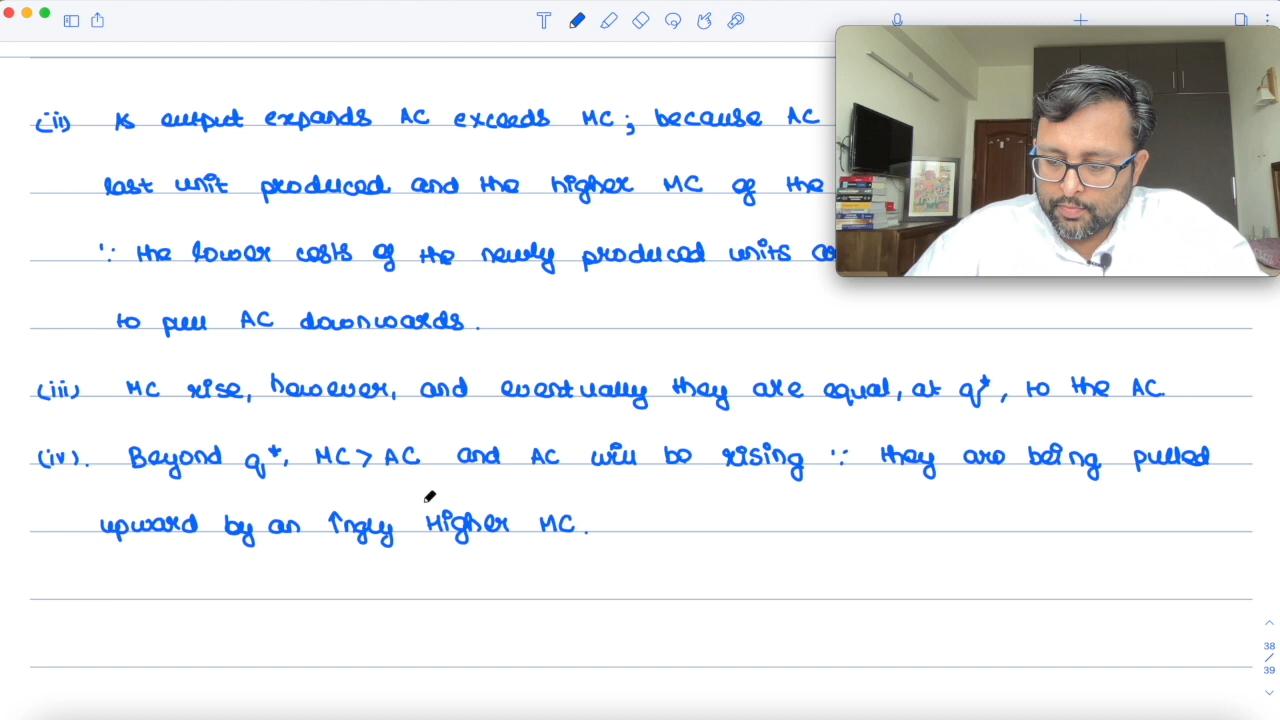 (ii) As output expands AC exceeds MC; because AC
last unit produced and the higher MC of the
∵ the lower costs of the newly produced units
to pull AC downwards.
(iii) MC rise, however, and eventually they are equal, at q*, to the AC.
(iv). Beyond q*, MC > AC and AC will be rising ∵ they are being pulled
upward by an ↑ngly Higher MC.
38
/
39